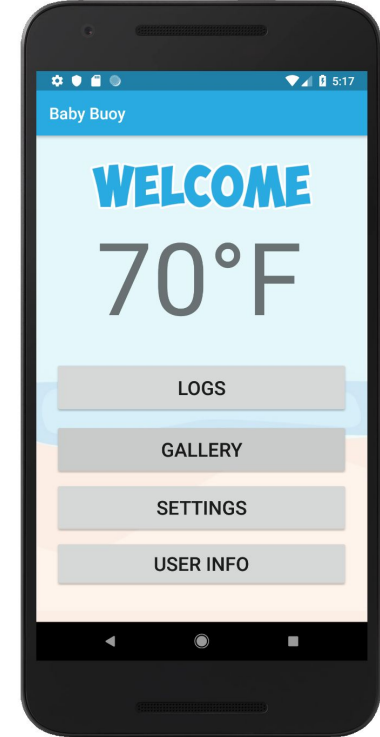 5:17
Baby Buoy
WELCOME
70°F
LOGS
GALLERY
SETTINGS
USER INFO